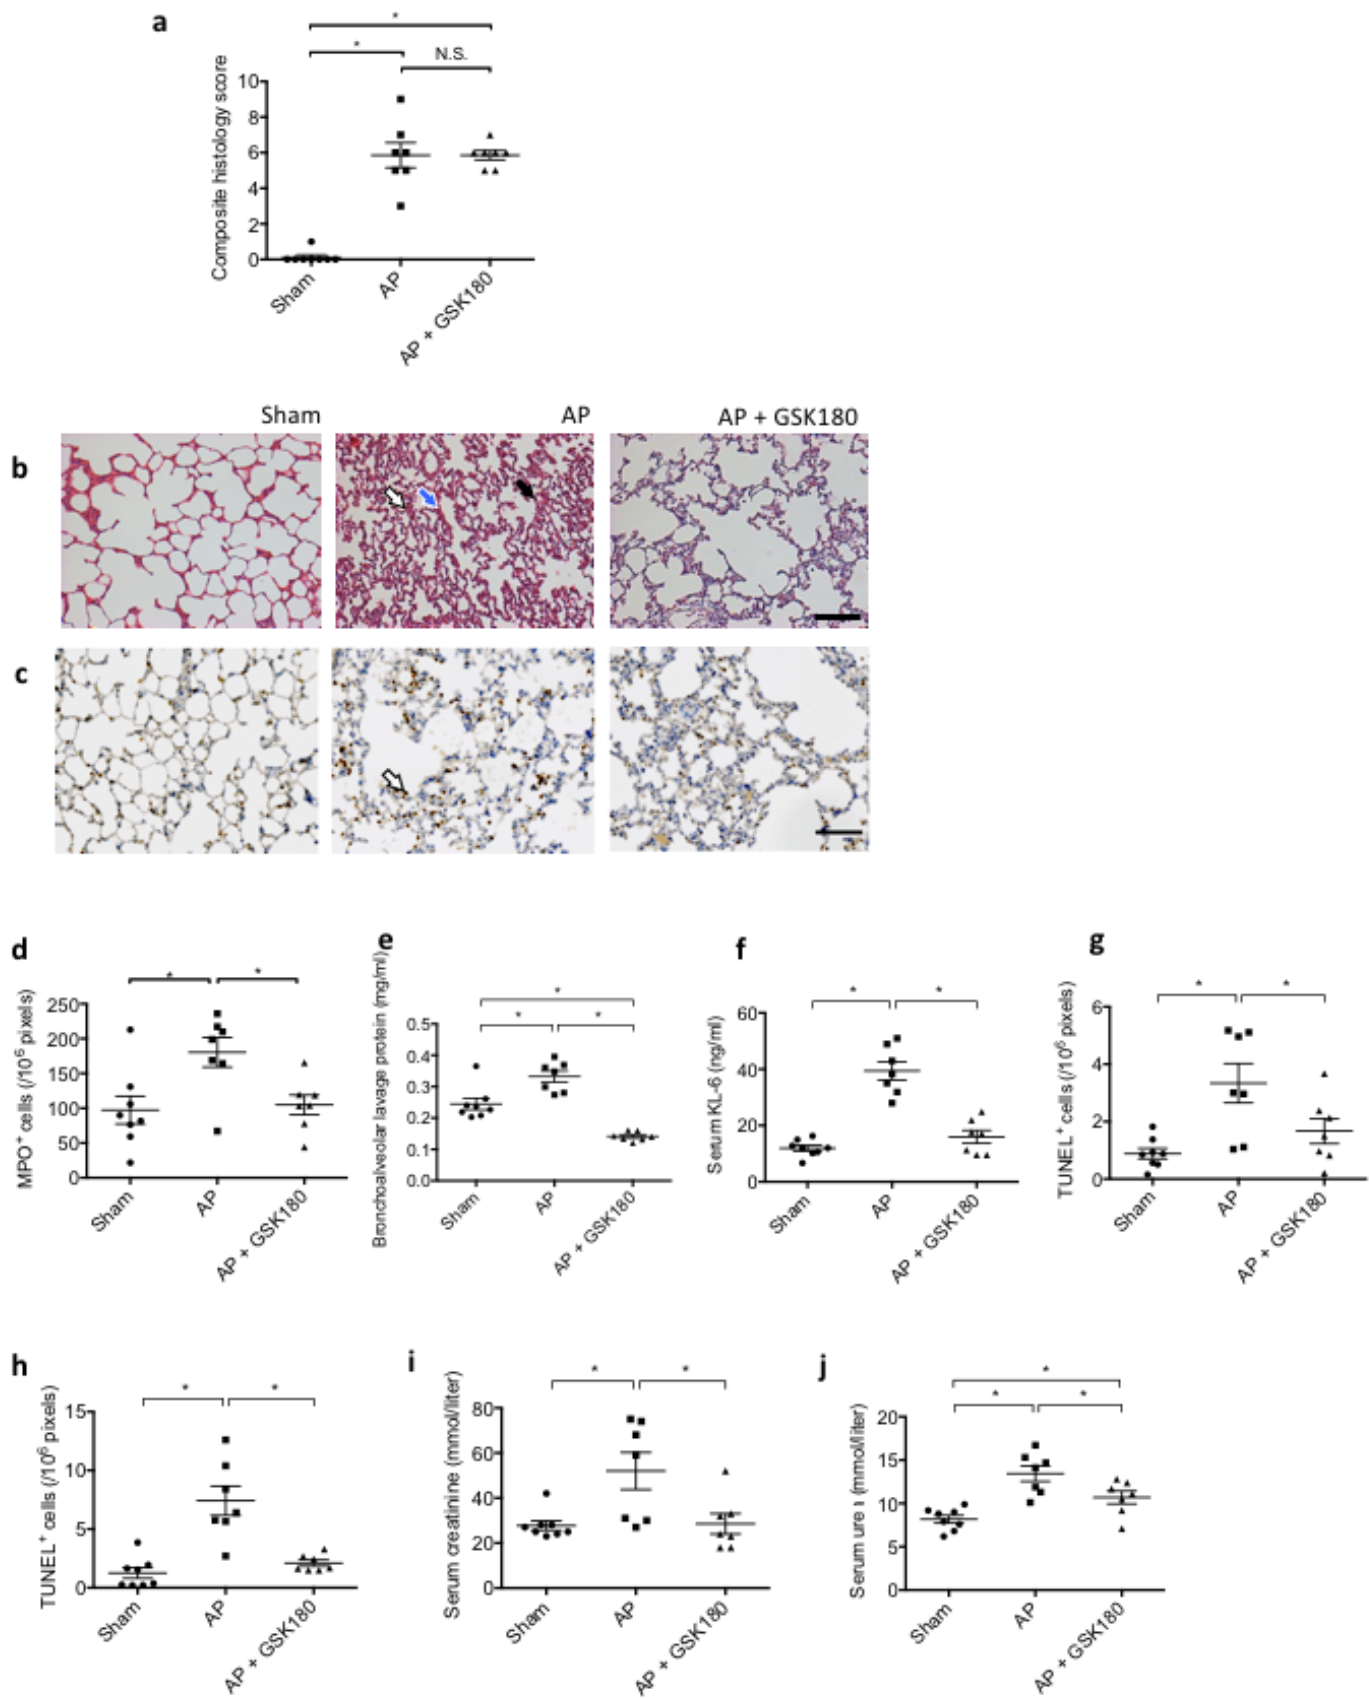 a
*
*
N.S.
Composite histology score
10
8
6
4
2
0
Sham
AP
AP + GSK180
Sham
AP
AP + GSK180
b
c
d
*
*
MPO⁺ cells (/10⁶ pixels)
250
200
150
100
50
0
Sham
AP
AP + GSK180
e
*
*
*
Bronchoalveolar lavage protein (mg/ml)
0.5
0.4
0.3
0.2
0.1
0.0
Sham
AP
AP + GSK180
f
*
*
Serum KL-6 (ng/ml)
60
40
20
0
Sham
AP
AP + GSK180
g
*
*
TUNEL⁺ cells (/10⁶ pixels)
6
4
2
0
Sham
AP
AP + GSK180
h
*
*
TUNEL⁺ cells (/10⁶ pixels)
15
10
5
0
Sham
AP
AP + GSK180
i
*
*
Serum creatinine (mmol/liter)
80
60
40
20
0
Sham
AP
AP + GSK180
j
*
*
*
Serum ure (mmol/liter)
20
15
10
5
0
Sham
AP
AP + GSK180